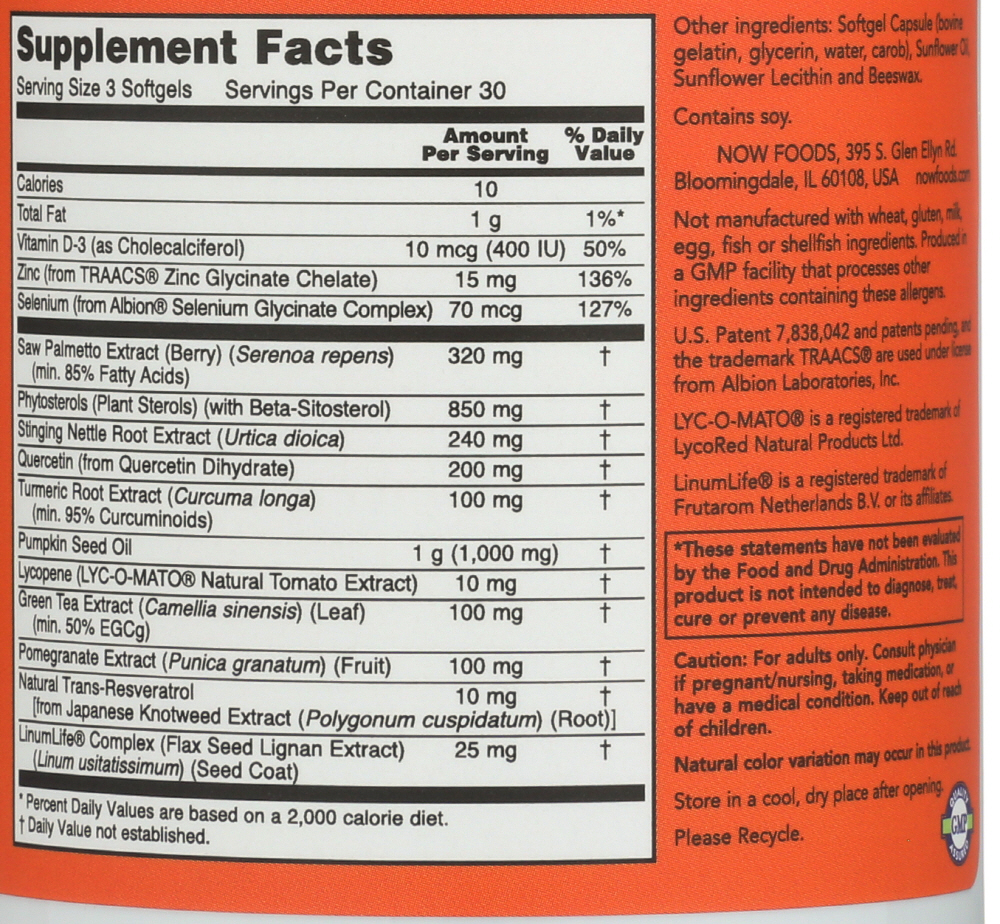 Supplement Facts
Serving Size 3 Softgels Servings Per Container 30
Amount Per Serving % Daily Value
Calories 10
Total Fat 1 g 1%*
Vitamin D-3 (as Cholecalciferol) 10 mcg (400 IU) 50%
Zinc (from TRAACS® Zinc Glycinate Chelate) 15 mg 136%
Selenium (from Albion® Selenium Glycinate Complex) 70 mcg 127%
Saw Palmetto Extract (Berry) (Serenoa repens) 320 mg †
(min. 85% Fatty Acids)
Phytosterols (Plant Sterols) (with Beta-Sitosterol) 850 mg †
Stinging Nettle Root Extract (Urtica dioica) 240 mg †
Quercetin (from Quercetin Dihydrate) 200 mg †
Turmeric Root Extract (Curcuma longa) 100 mg †
(min. 95% Curcuminoids)
Pumpkin Seed Oil 1 g (1,000 mg) †
Lycopene (LYC-O-MATO® Natural Tomato Extract) 10 mg †
Green Tea Extract (Camellia sinensis) (Leaf) 100 mg †
(min. 50% EGCg)
Pomegranate Extract (Punica granatum) (Fruit) 100 mg †
Natural Trans-Resveratrol 10 mg †
[from Japanese Knotweed Extract (Polygonum cuspidatum) (Root)]
LinumLife® Complex (Flax Seed Lignan Extract) 25 mg †
(Linum usitatissimum) (Seed Coat)
* Percent Daily Values are based on a 2,000 calorie diet.
† Daily Value not established.
Other ingredients: Softgel Capsule (bovine
gelatin, glycerin, water, carob), Sunflower Oil,
Sunflower Lecithin and Beeswax.
Contains soy.
NOW FOODS, 395 S. Glen Ellyn Rd.
Bloomingdale, IL 60108, USA nowfoods.com
Not manufactured with wheat, gluten, milk,
egg, fish or shellfish ingredients. Produced in
a GMP facility that processes other
ingredients containing these allergens.
U.S. Patent 7,838,042 and patents pending, and
the trademark TRAACS® are used under license
from Albion Laboratories, Inc.
LYC-O-MATO® is a registered trademark of
LycoRed Natural Products Ltd.
LinumLife® is a registered trademark of
Frutarom Netherlands B.V. or its affiliates.
*These statements have not been evaluated
by the Food and Drug Administration. This
product is not intended to diagnose, treat,
cure or prevent any disease.
Caution: For adults only. Consult physician
if pregnant/nursing, taking medication, or
have a medical condition. Keep out of reach
of children.
Natural color variation may occur in this product.
Store in a cool, dry place after opening.
Please Recycle.
QUALITY
GMP
ASSURED